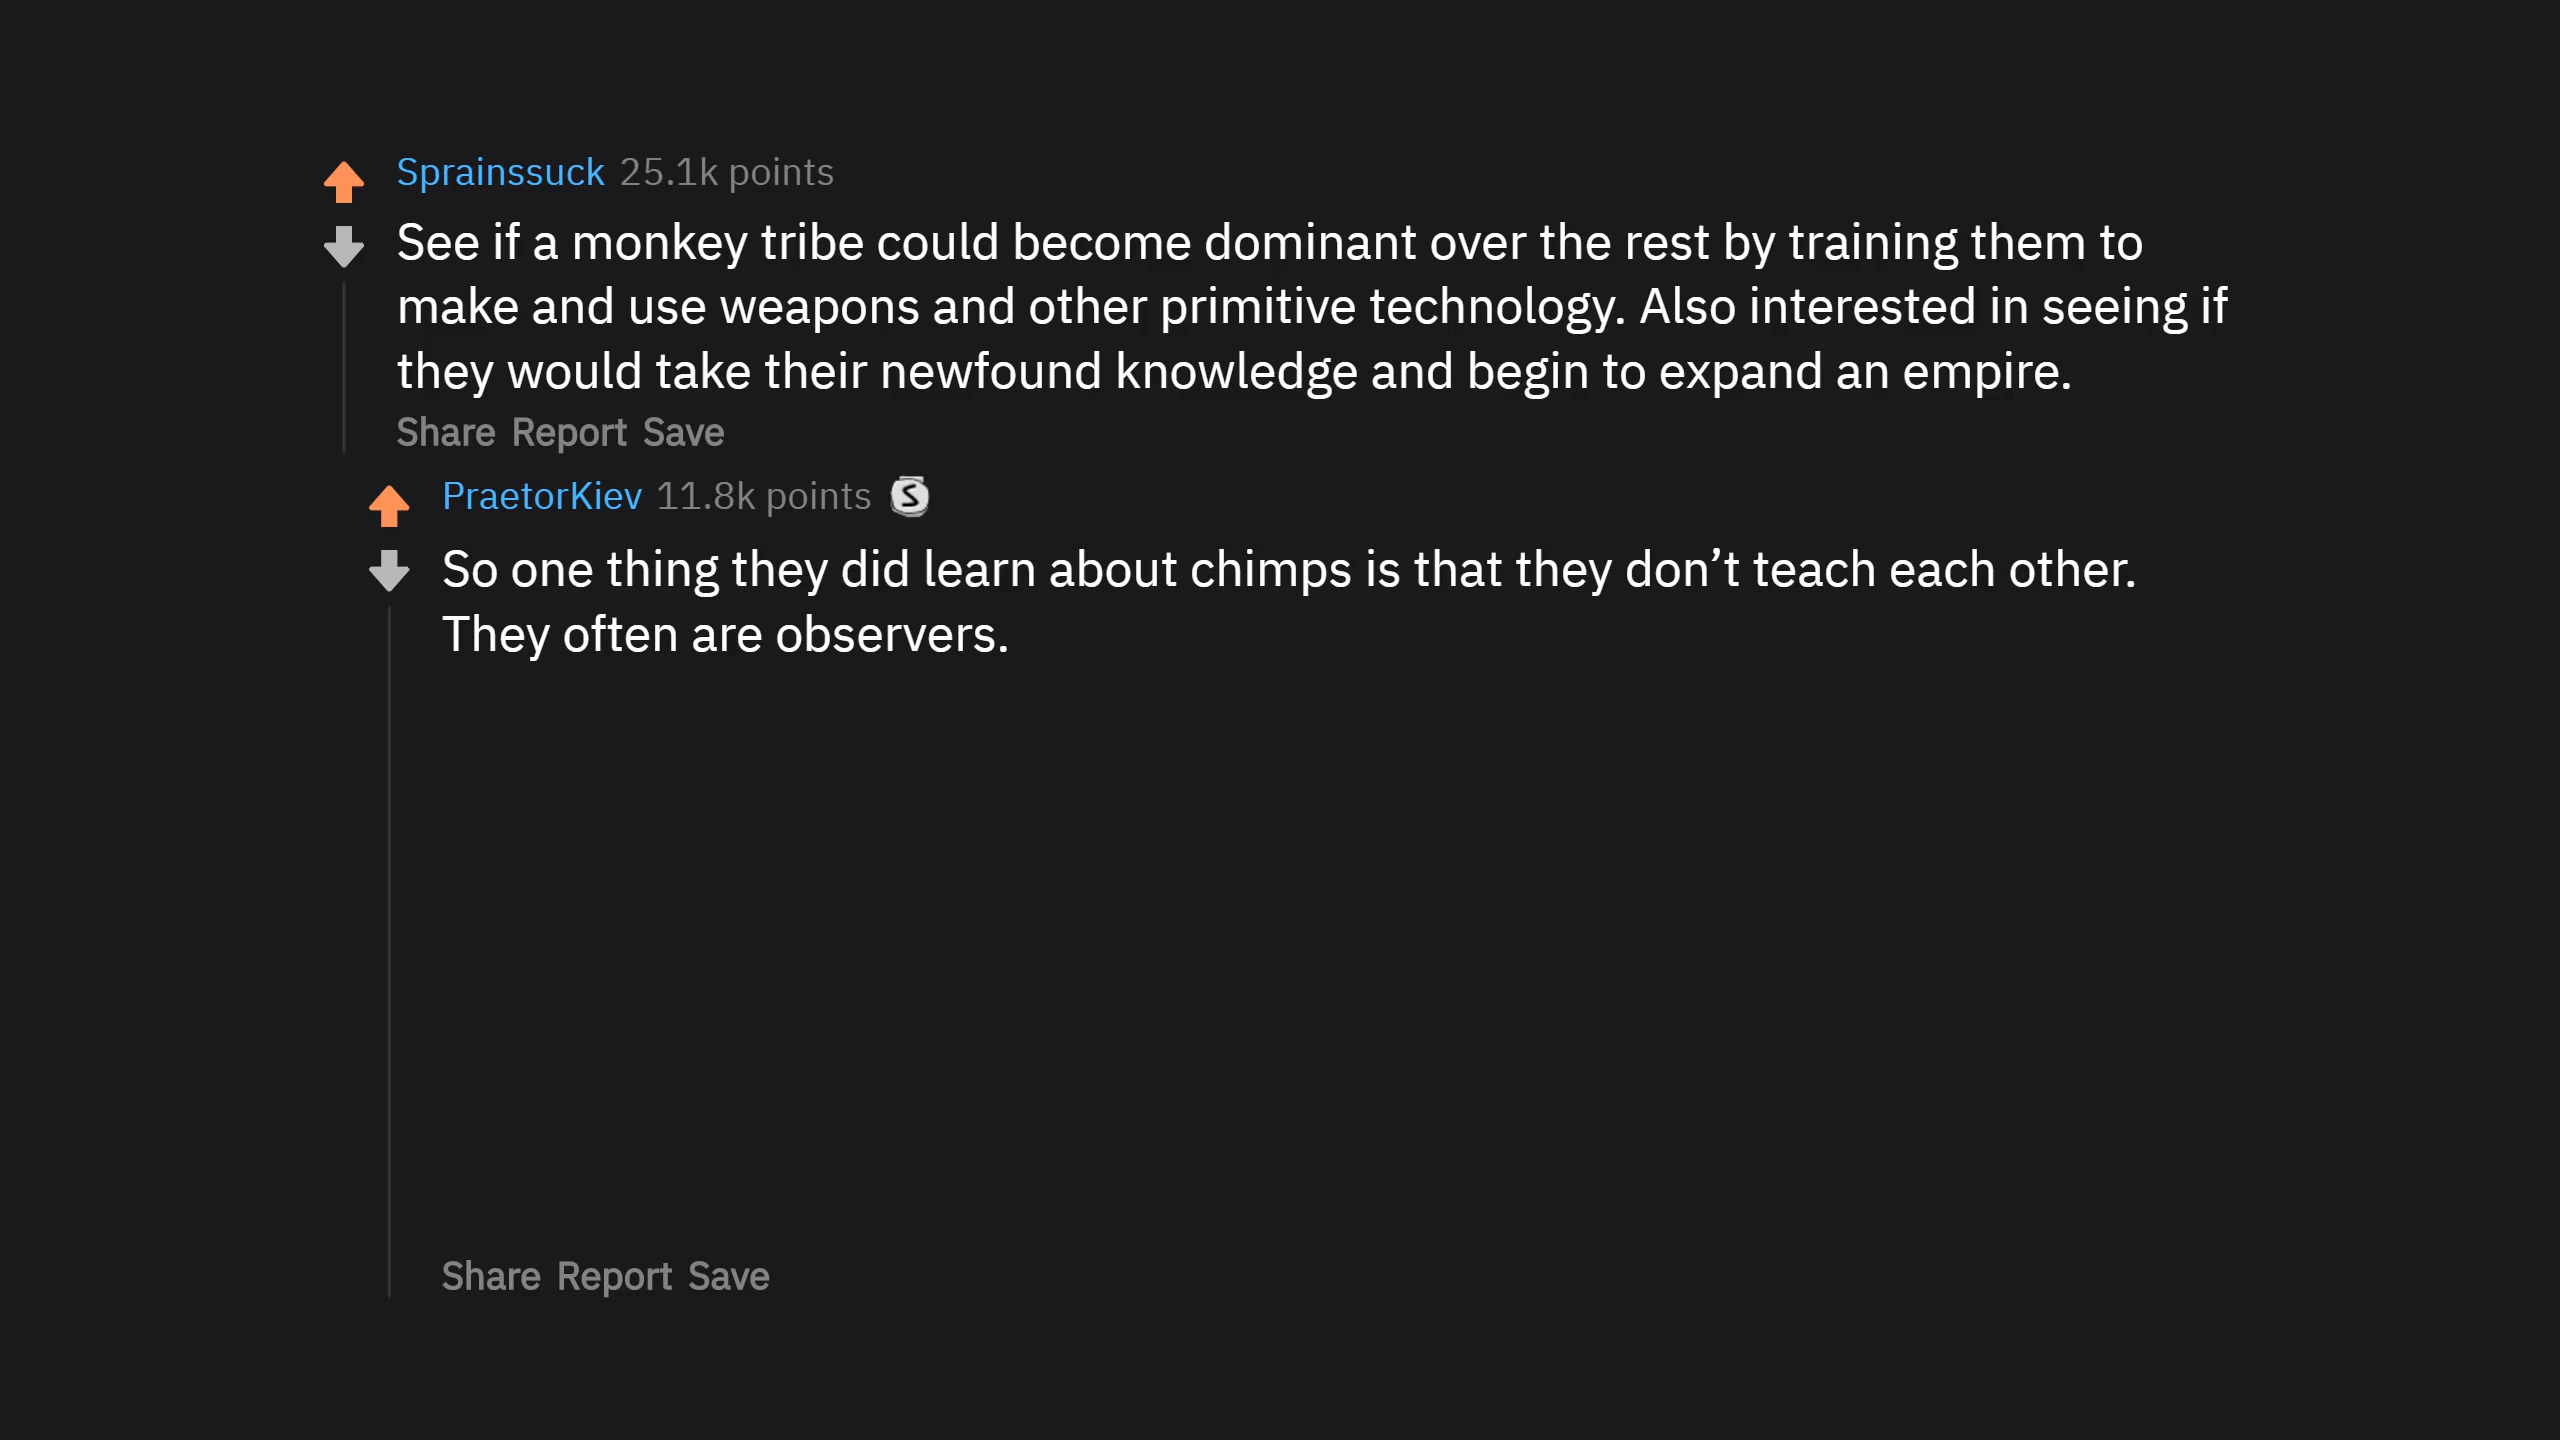 Sprainssuck 25.1k points
See if a monkey tribe could become dominant over the rest by training them to
make and use weapons and other primitive technology. Also interested in seeing if
they would take their newfound knowledge and begin to expand an empire.
Share Report Save
PraetorKiev 11.8k points S
So one thing they did learn about chimps is that they don’t teach each other.
They often are observers.
Share Report Save